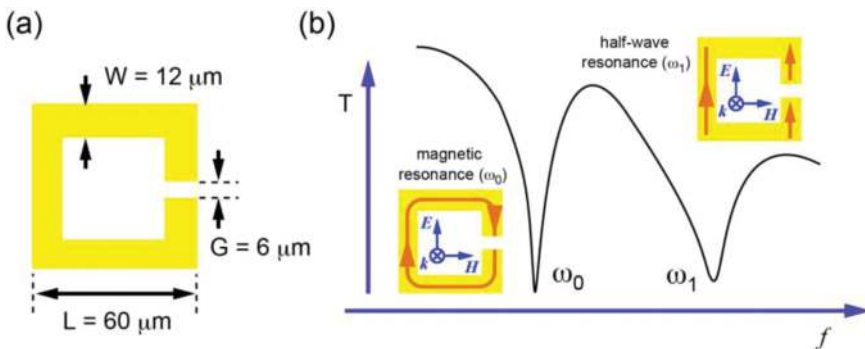 (a)
W = 12 μm
G = 6 μm
L = 60 μm
(b)
T
magnetic
resonance (ω₀)
E
k
H
ω₀
half-wave
resonance (ω₁)
E
k
H
ω₁
f